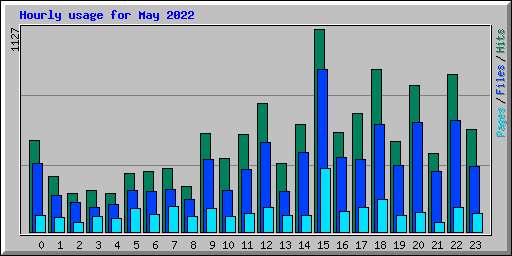 Hourly usage for May 2022
1127
Pages / Files / Hits
0 1 2 3 4 5 6 7 8 9 10 11 12 13 14 15 16 17 18 19 20 21 22 23